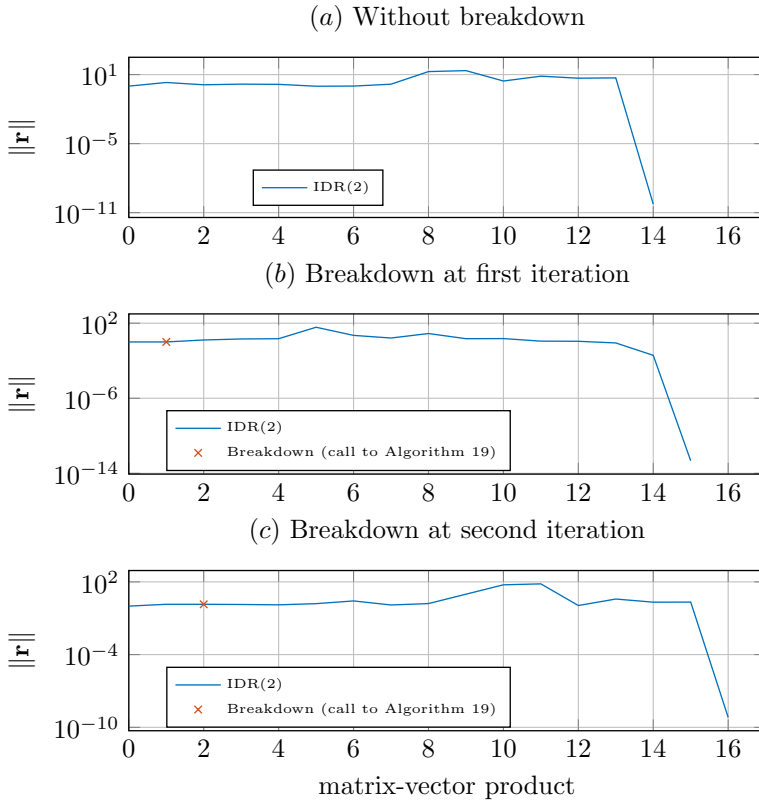 (a) Without breakdown
10^1
10^−5
10^−11
‖r‖
IDR(2)
0 2 4 6 8 10 12 14 16
(b) Breakdown at first iteration
10^2
10^−6
10^−14
‖r‖
IDR(2)
Breakdown (call to Algorithm 19)
0 2 4 6 8 10 12 14 16
(c) Breakdown at second iteration
10^2
10^−4
10^−10
‖r‖
IDR(2)
Breakdown (call to Algorithm 19)
0 2 4 6 8 10 12 14 16
matrix-vector product